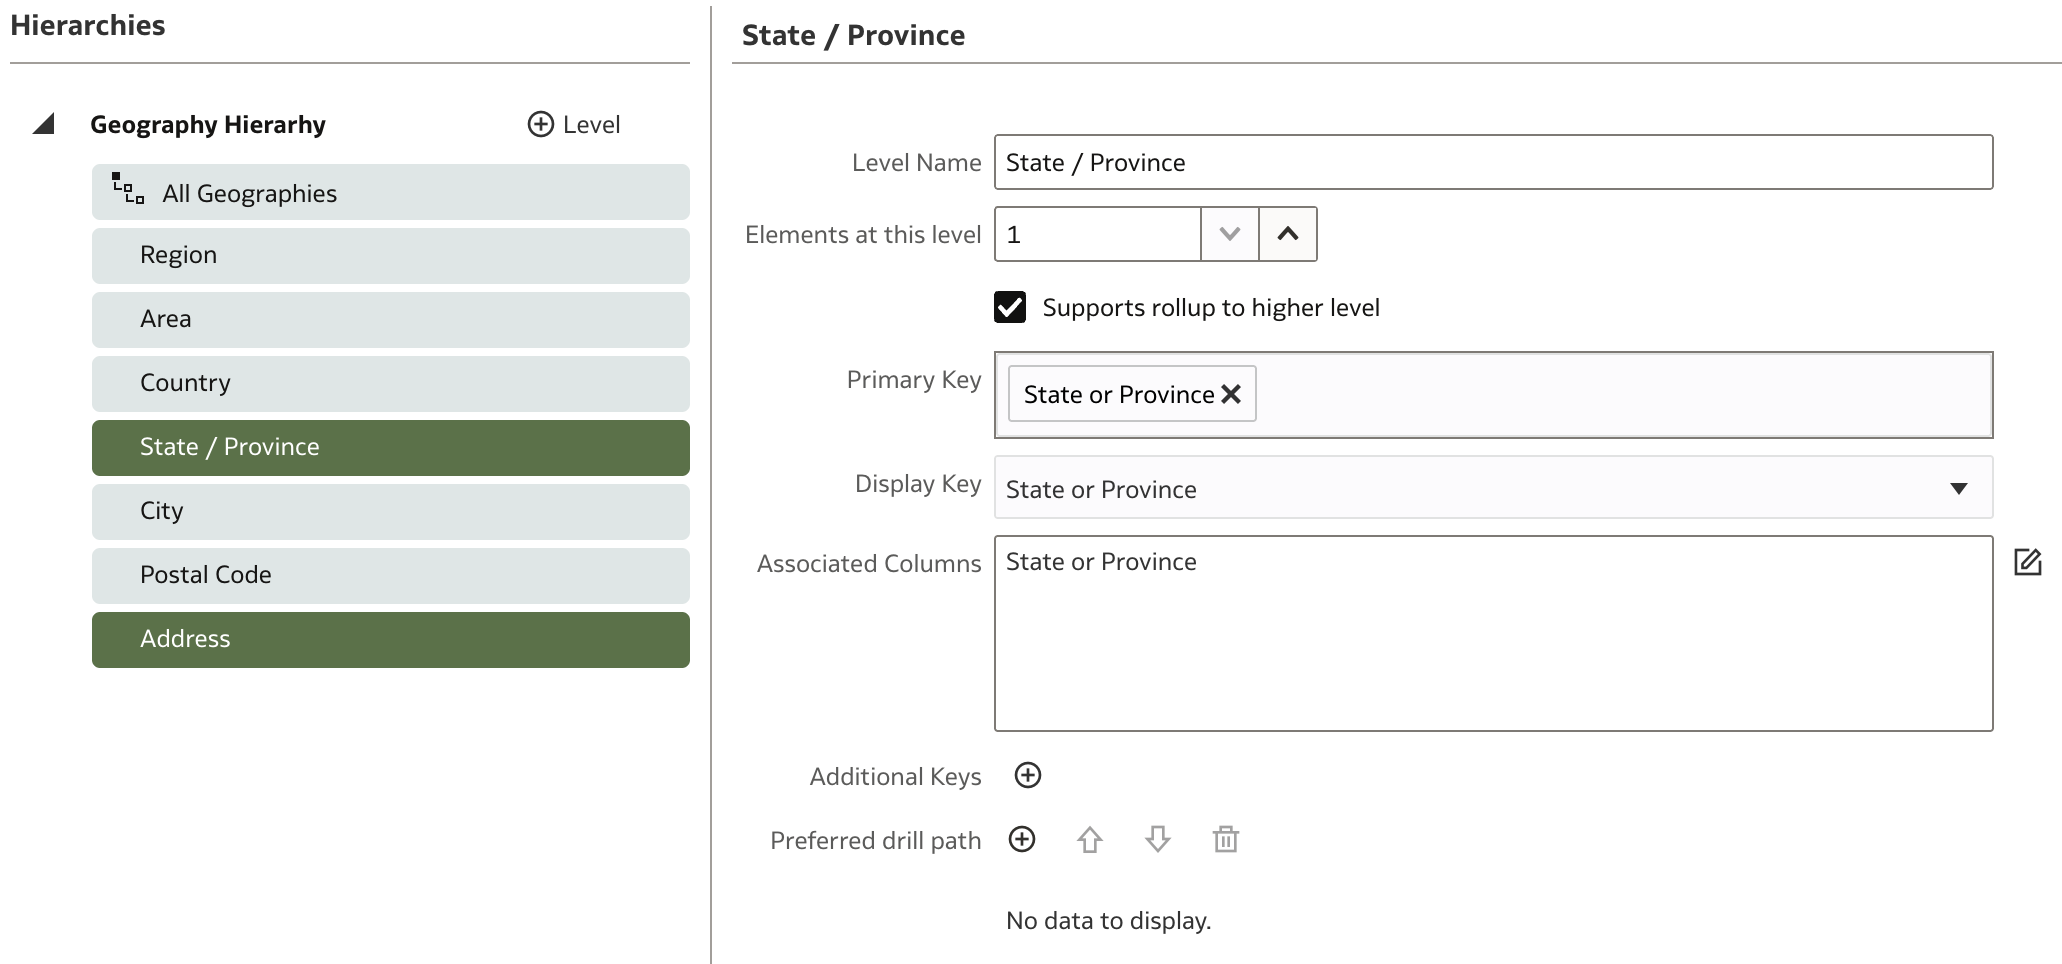 Hierarchies
Geography Hierarhy
Level
All Geographies
Region
Area
Country
State / Province
City
Postal Code
Address
State / Province
Level Name State / Province
Elements at this level 1
Supports rollup to higher level
Primary Key State or Province
Display Key State or Province
Associated Columns State or Province
Additional Keys
Preferred drill path
No data to display.